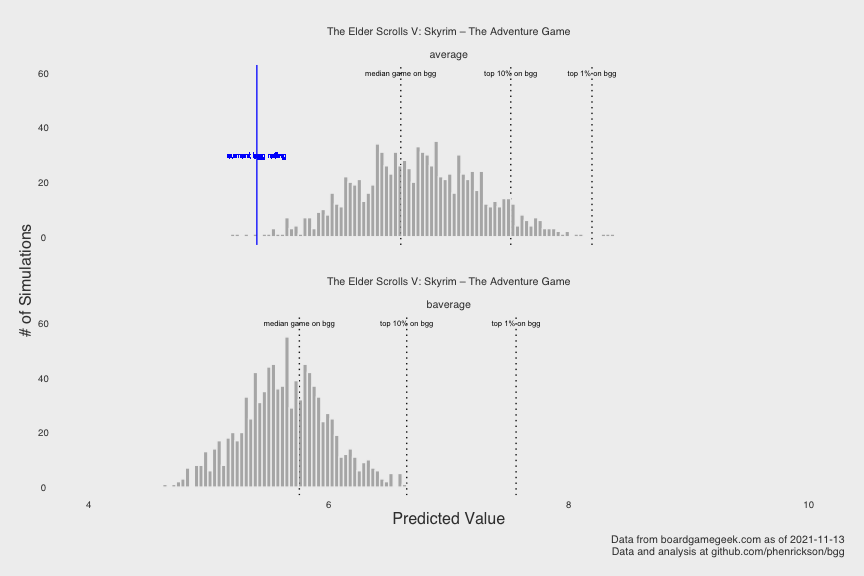 The Elder Scrolls V: Skyrim – The Adventure Game
average
60
median game on bgg
top 10% on bgg
top 1% on bgg
40
20
0
# of Simulations
The Elder Scrolls V: Skyrim – The Adventure Game
baverage
60
median game on bgg
top 10% on bgg
top 1% on bgg
40
20
0
4
6
8
10
Predicted Value
Data from boardgamegeek.com as of 2021-11-13
Data and analysis at github.com/phenrickson/bgg